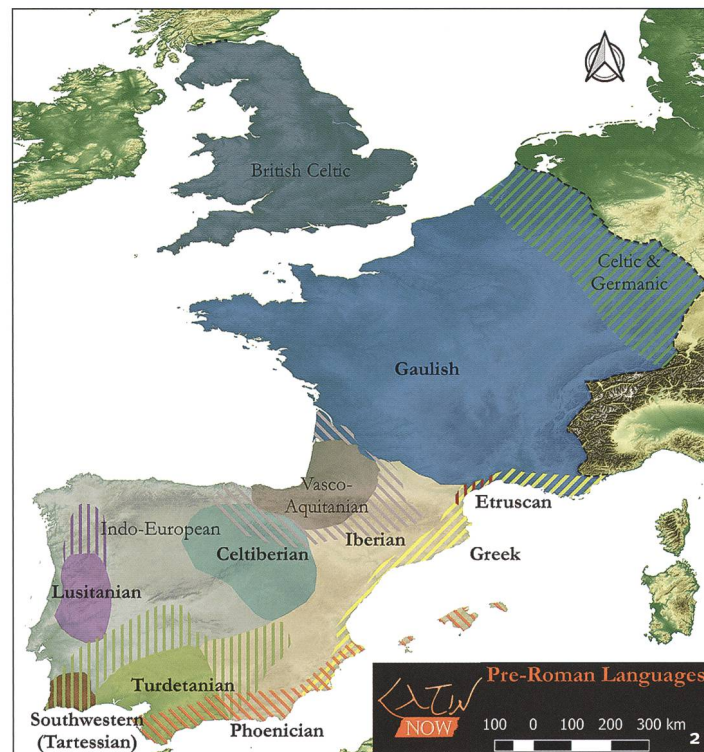 British Celtic
Celtic &
Germanic
Gaulish
Vasco-
Aquitanian
Etruscan
Indo-European
Iberian
Celtiberian
Greek
Lusitanian
Turdetanian
Southwestern
(Tartessian)
Phoenician
Pre-Roman Languages
NOW
100 0 100 200 300 km
2